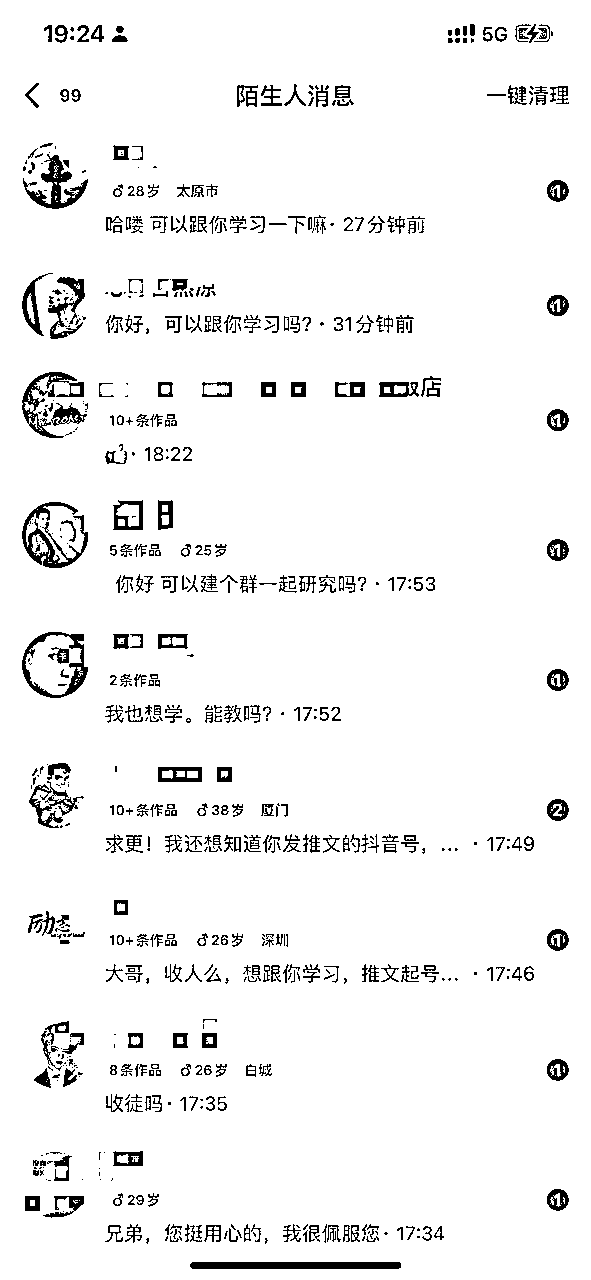 19:24 5G
99 陌生人消息 一键清理
♂28岁 太原市
哈喽 可以跟你学习一下嘛· 27分钟前
1
你好，可以跟你学习吗? · 31分钟前
1
店
10+条作品
👍· 18:22
1
5条作品 ♂25岁
你好 可以建个群一起研究吗? · 17:53
1
2条作品
我也想学。能教吗? · 17:52
1
10+条作品 ♂38岁 厦门
求更！我还想知道你发推文的抖音号，... · 17:49
2
励志
10+条作品 ♂26岁 深圳
大哥，收人么，想跟你学习，推文起号... · 17:46
1
8条作品 ♂26岁 白城
收徒吗· 17:35
1
♂29岁
兄弟，您挺用心的，我很佩服您· 17:34
1